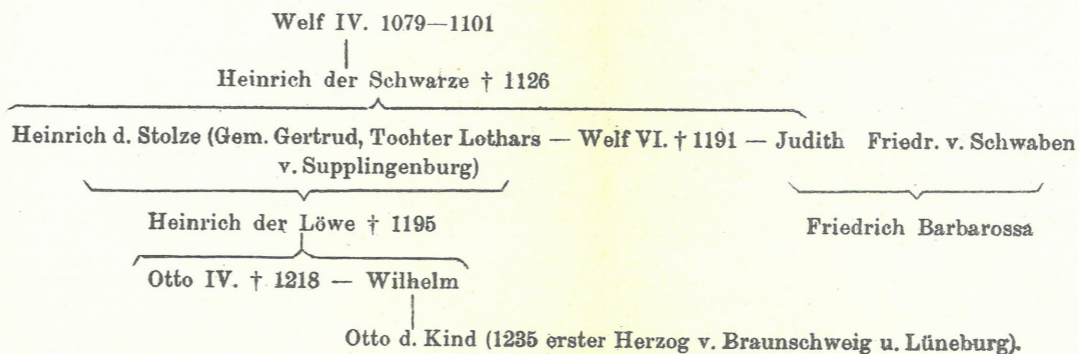 Welf IV. 1079—1101
Heinrich der Schwarze † 1126
Heinrich d. Stolze (Gem. Gertrud, Tochter Lothars — Welf VI. † 1191 — Judith Friedr. v. Schwaben
v. Supplingenburg)
Heinrich der Löwe † 1195
Friedrich Barbarossa
Otto IV. † 1218 — Wilhelm
Otto d. Kind (1235 erster Herzog v. Braunschweig u. Lüneburg).